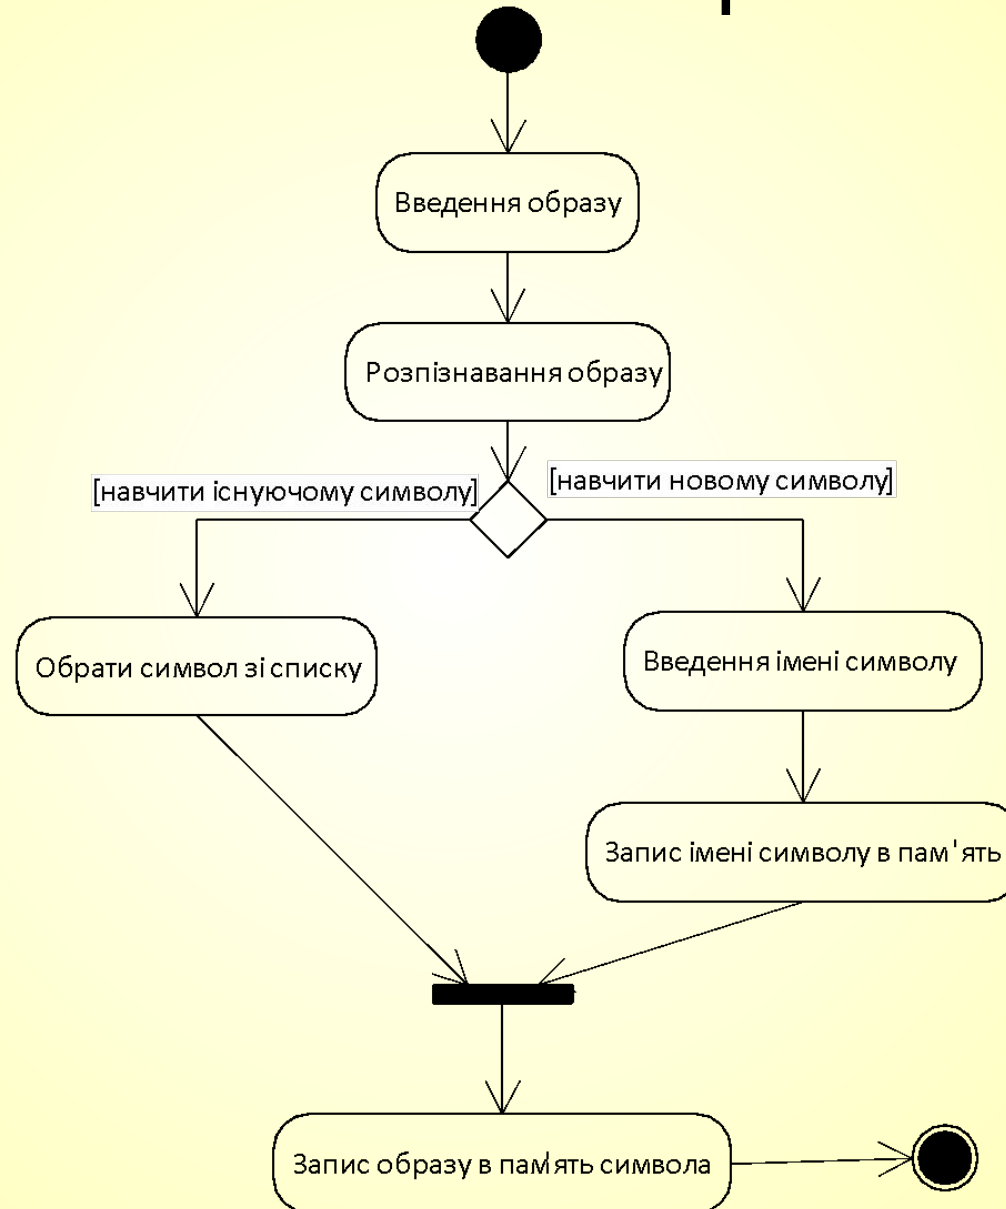 Введення образу
Розпізнавання образу
[навчити існуючому символу]
[навчити новому символу]
Обрати символ зі списку
Введення імені символу
Запис імені символу в пам'ять
Запис образу в пам'ять символа